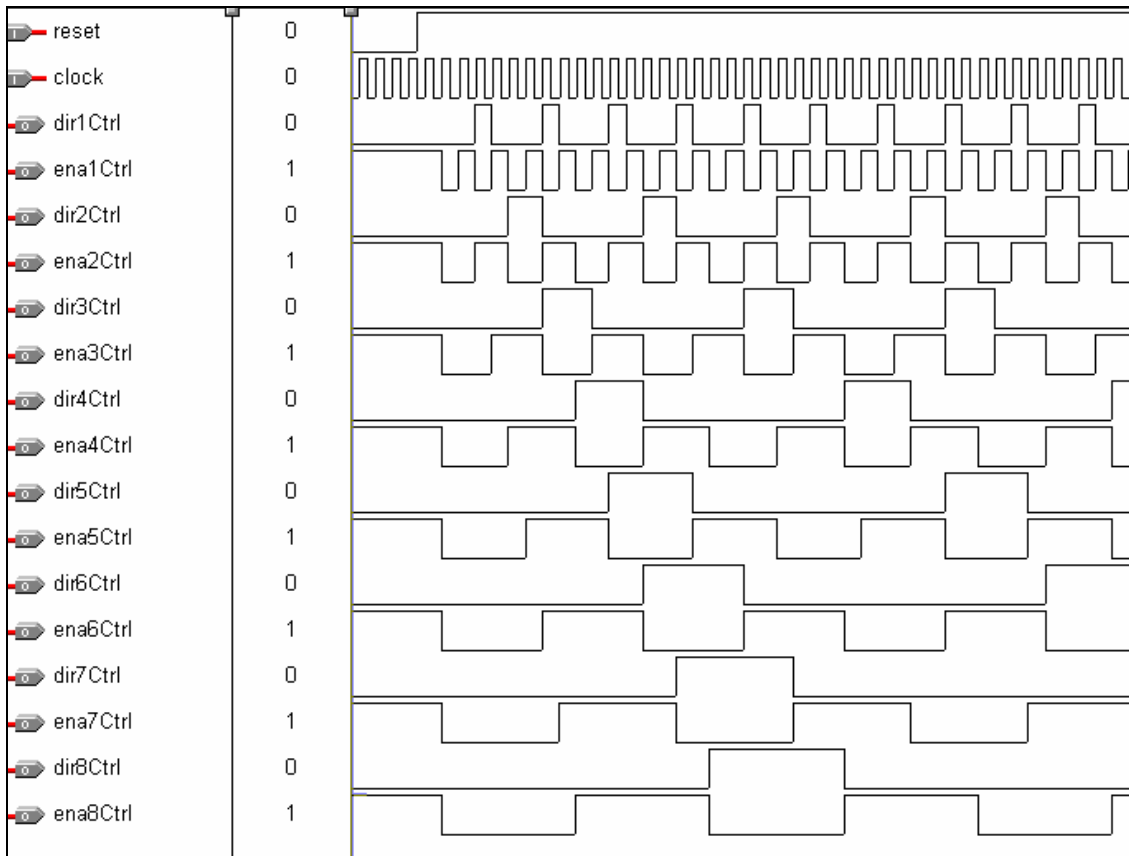 reset 0
clock 0
dir1Ctrl 0
ena1Ctrl 1
dir2Ctrl 0
ena2Ctrl 1
dir3Ctrl 0
ena3Ctrl 1
dir4Ctrl 0
ena4Ctrl 1
dir5Ctrl 0
ena5Ctrl 1
dir6Ctrl 0
ena6Ctrl 1
dir7Ctrl 0
ena7Ctrl 1
dir8Ctrl 0
ena8Ctrl 1